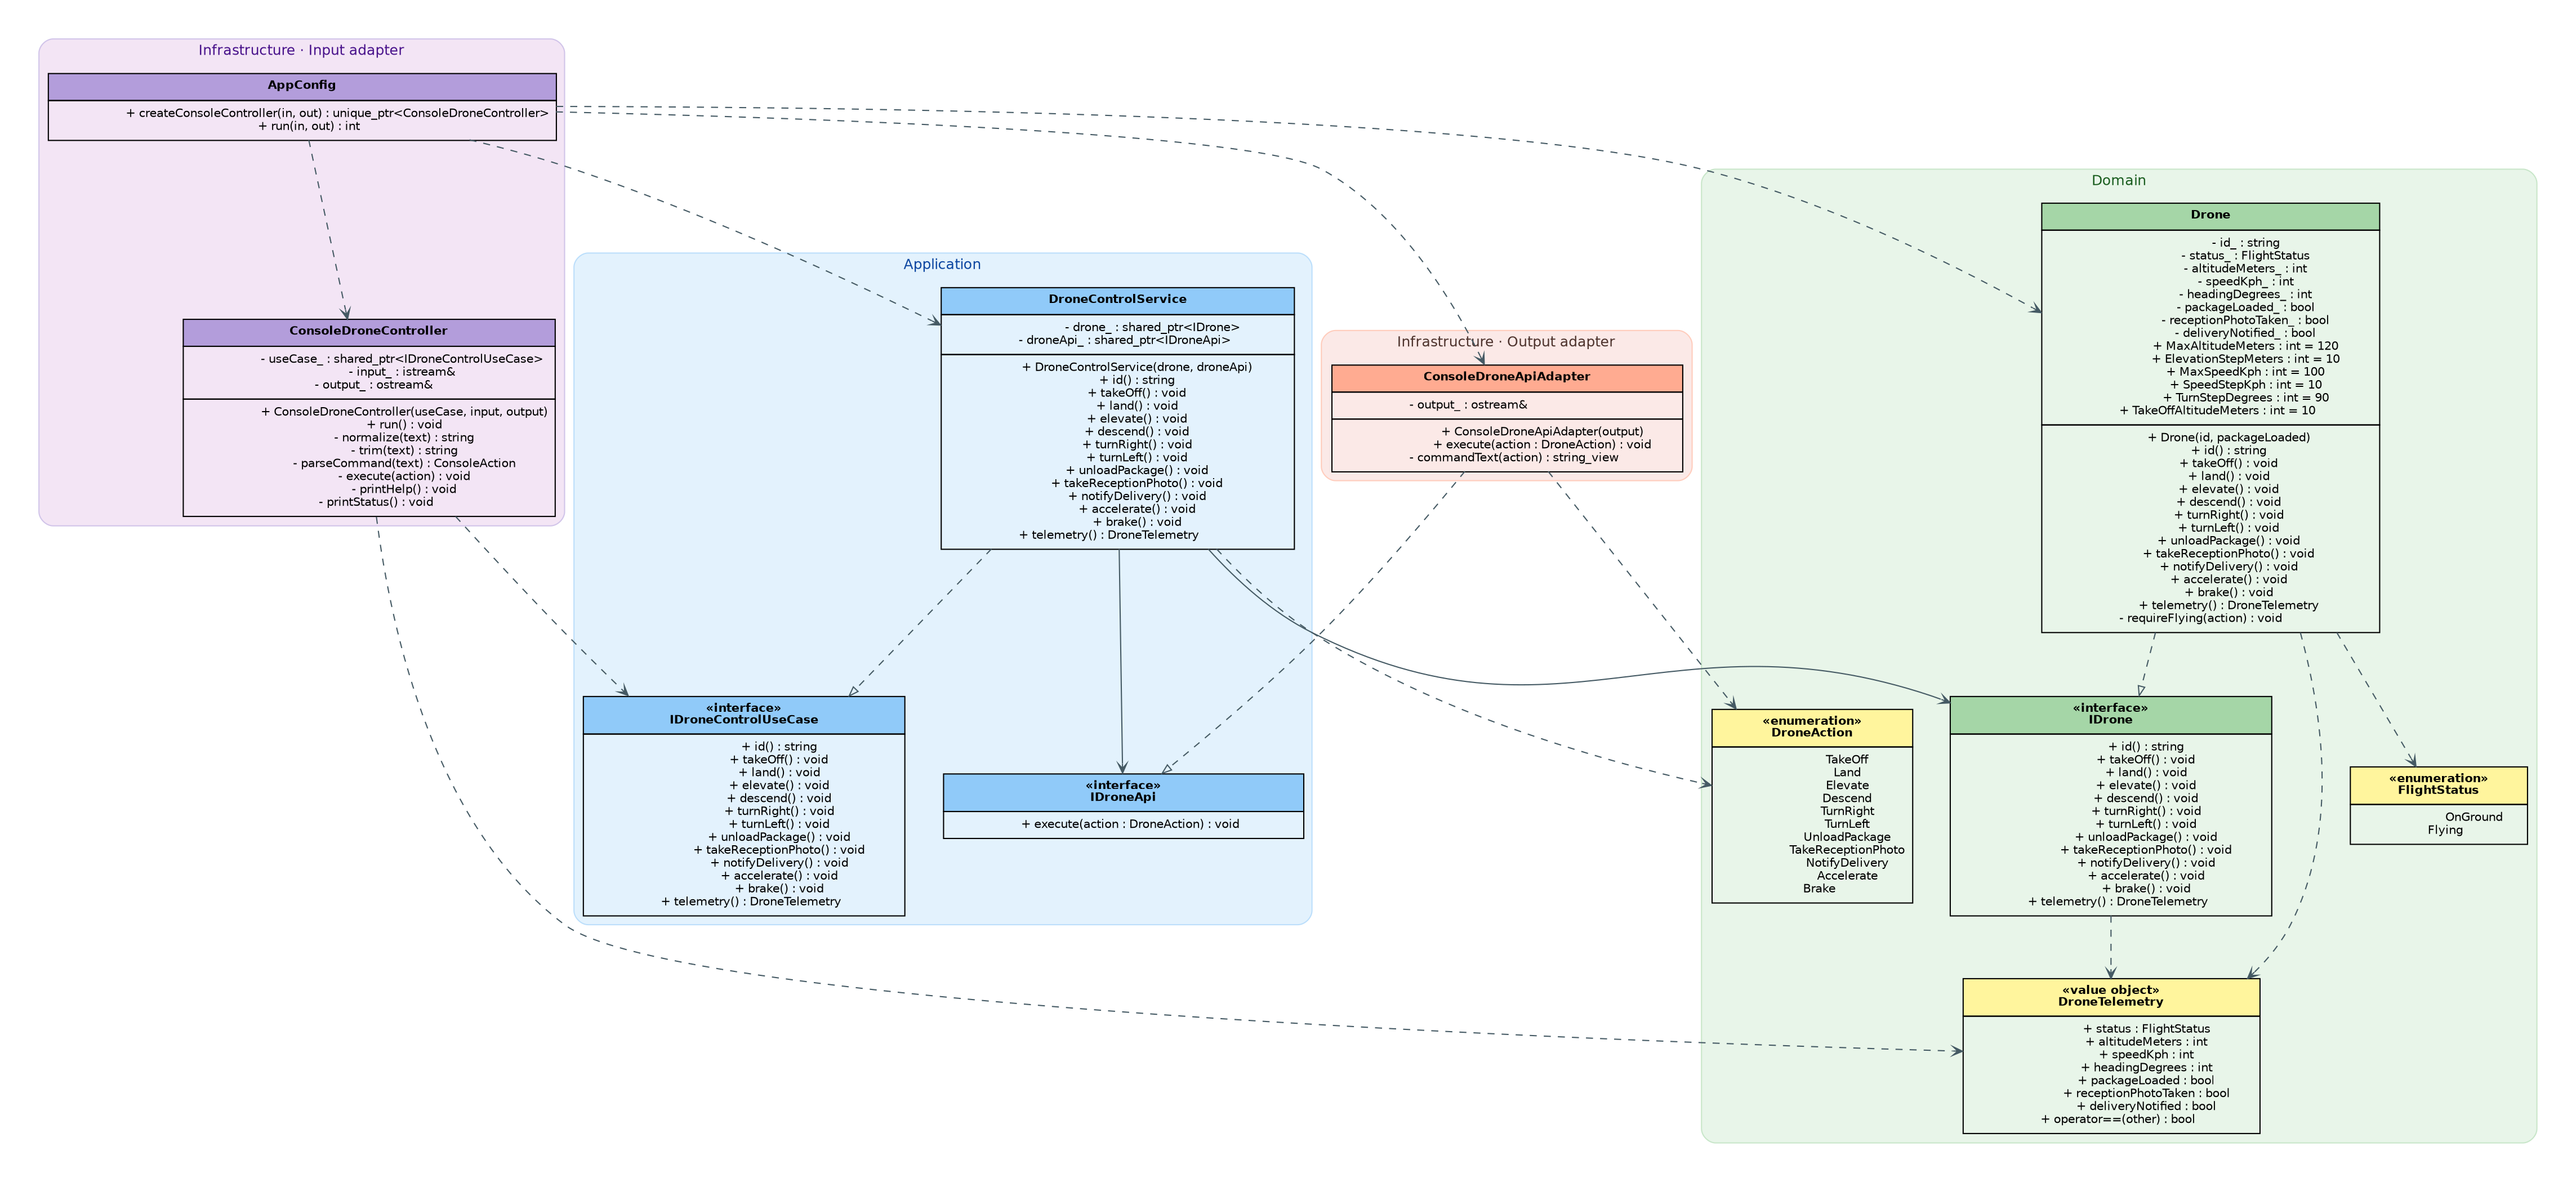 Infrastructure · Input adapter
AppConfig
+ createConsoleController(in, out) : unique_ptr<ConsoleDroneController>
+ run(in, out) : int
ConsoleDroneController
- useCase_ : shared_ptr<IDroneControlUseCase>
- input_ : istream&
- output_ : ostream&
+ ConsoleDroneController(useCase, input, output)
+ run() : void
- normalize(text) : string
- trim(text) : string
- parseCommand(text) : ConsoleAction
- execute(action) : void
- printHelp() : void
- printStatus() : void
Application
DroneControlService
- drone_ : shared_ptr<IDrone>
- droneApi_ : shared_ptr<IDroneApi>
+ DroneControlService(drone, droneApi)
+ id() : string
+ takeOff() : void
+ land() : void
+ elevate() : void
+ descend() : void
+ turnRight() : void
+ turnLeft() : void
+ unloadPackage() : void
+ takeReceptionPhoto() : void
+ notifyDelivery() : void
+ accelerate() : void
+ brake() : void
+ telemetry() : DroneTelemetry
«interface»
IDroneControlUseCase
+ id() : string
+ takeOff() : void
+ land() : void
+ elevate() : void
+ descend() : void
+ turnRight() : void
+ turnLeft() : void
+ unloadPackage() : void
+ takeReceptionPhoto() : void
+ notifyDelivery() : void
+ accelerate() : void
+ brake() : void
+ telemetry() : DroneTelemetry
«interface»
IDroneApi
+ execute(action : DroneAction) : void
Infrastructure · Output adapter
ConsoleDroneApiAdapter
- output_ : ostream&
+ ConsoleDroneApiAdapter(output)
+ execute(action : DroneAction) : void
- commandText(action) : string_view
Domain
Drone
- id_ : string
- status_ : FlightStatus
- altitudeMeters_ : int
- speedKph_ : int
- headingDegrees_ : int
- packageLoaded_ : bool
- receptionPhotoTaken_ : bool
- deliveryNotified_ : bool
+ MaxAltitudeMeters : int = 120
+ ElevationStepMeters : int = 10
+ MaxSpeedKph : int = 100
+ SpeedStepKph : int = 10
+ TurnStepDegrees : int = 90
+ TakeOffAltitudeMeters : int = 10
+ Drone(id, packageLoaded)
+ id() : string
+ takeOff() : void
+ land() : void
+ elevate() : void
+ descend() : void
+ turnRight() : void
+ turnLeft() : void
+ unloadPackage() : void
+ takeReceptionPhoto() : void
+ notifyDelivery() : void
+ accelerate() : void
+ brake() : void
+ telemetry() : DroneTelemetry
- requireFlying(action) : void
«enumeration»
DroneAction
TakeOff
Land
Elevate
Descend
TurnRight
TurnLeft
UnloadPackage
TakeReceptionPhoto
NotifyDelivery
Accelerate
Brake
«interface»
IDrone
+ id() : string
+ takeOff() : void
+ land() : void
+ elevate() : void
+ descend() : void
+ turnRight() : void
+ turnLeft() : void
+ unloadPackage() : void
+ takeReceptionPhoto() : void
+ notifyDelivery() : void
+ accelerate() : void
+ brake() : void
+ telemetry() : DroneTelemetry
«enumeration»
FlightStatus
OnGround
Flying
«value object»
DroneTelemetry
+ status : FlightStatus
+ altitudeMeters : int
+ speedKph : int
+ headingDegrees : int
+ packageLoaded : bool
+ receptionPhotoTaken : bool
+ deliveryNotified : bool
+ operator==(other) : bool